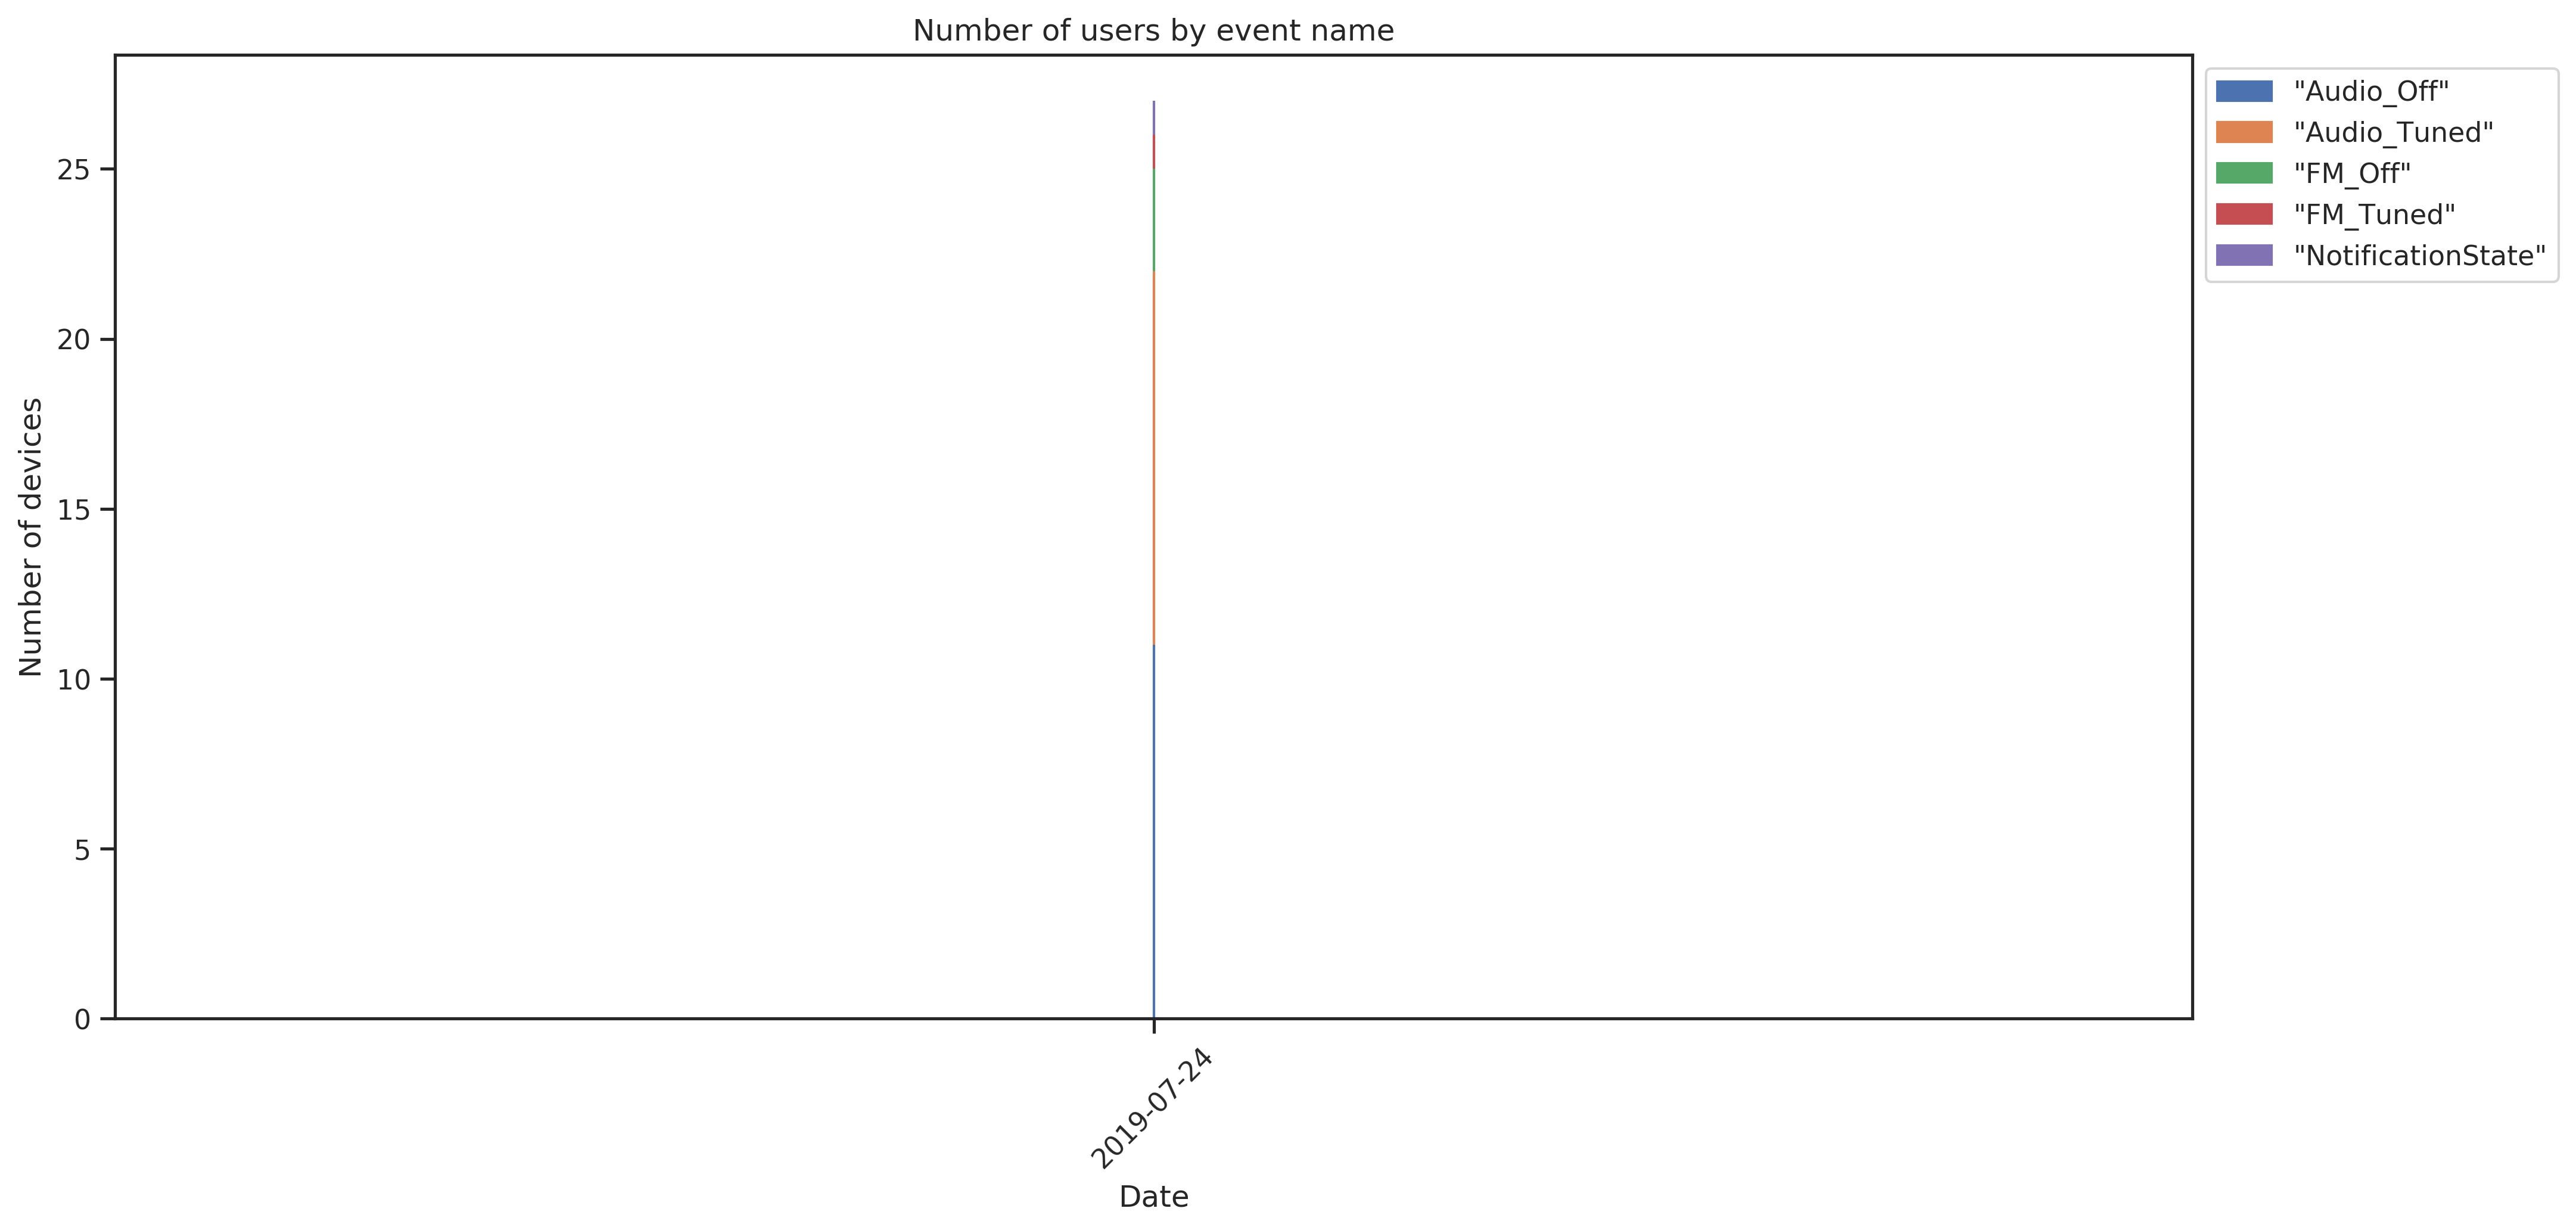 Number of users by event name
"Audio_Off"
"Audio_Tuned"
"FM_Off"
"FM_Tuned"
"NotificationState"
Number of devices
25
20
15
10
5
0
2019-07-24
Date